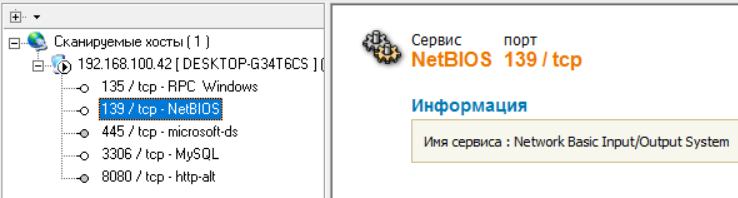 Сканируемые хосты ( 1 )
192.168.100.42 [ DESKTOP-G34T6CS ] (
135 / tcp - RPC Windows
139 / tcp - NetBIOS
445 / tcp - microsoft-ds
3306 / tcp - MySQL
8080 / tcp - http-alt
Сервис порт
NetBIOS 139 / tcp
Информация
Имя сервиса : Network Basic Input/Output System